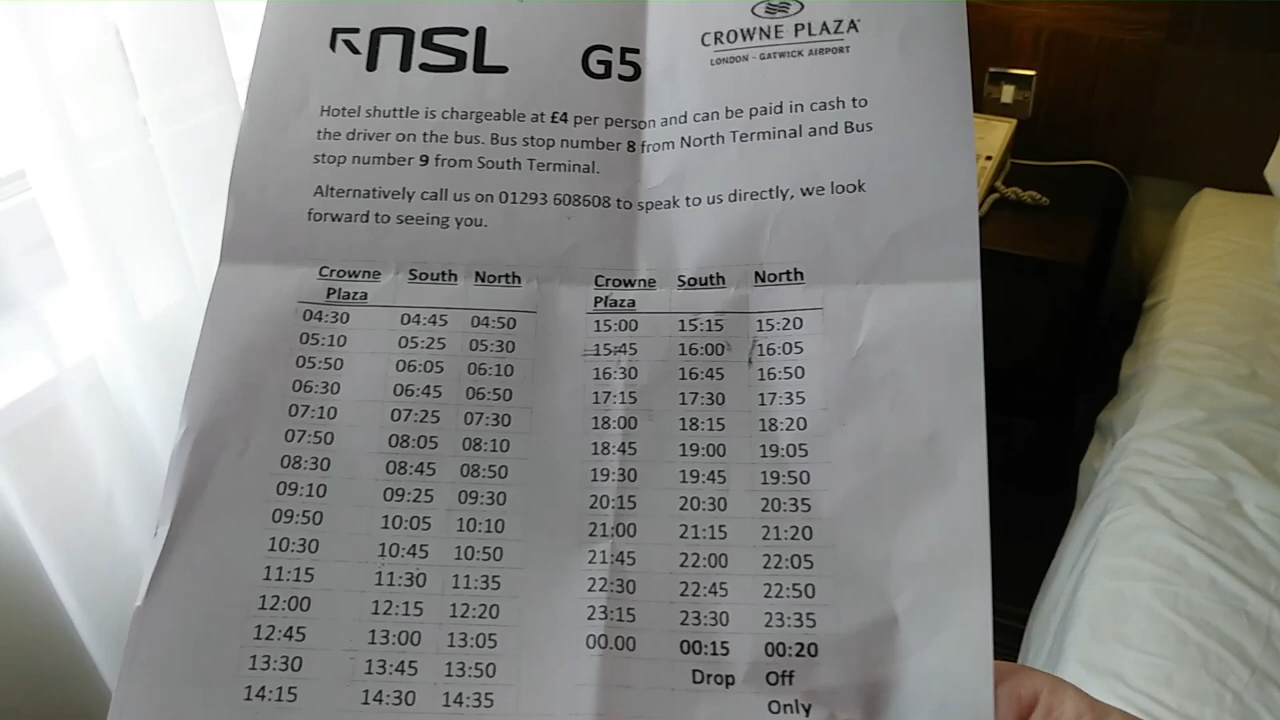 nsl G5 CROWNE PLAZA
LONDON - GATWICK AIRPORT
Hotel shuttle is chargeable at £4 per person and can be paid in cash to
the driver on the bus. Bus stop number 8 from North Terminal and Bus
stop number 9 from South Terminal.
Alternatively call us on 01293 608608 to speak to us directly, we look
forward to seeing you.
Crowne South North
Plaza
04:30 04:45 04:50
05:10 05:25 05:30
05:50 06:05 06:10
06:30 06:45 06:50
07:10 07:25 07:30
07:50 08:05 08:10
08:30 08:45 08:50
09:10 09:25 09:30
09:50 10:05 10:10
10:30 10:45 10:50
11:15 11:30 11:35
12:00 12:15 12:20
12:45 13:00 13:05
13:30 13:45 13:50
14:15 14:30 14:35
Crowne South North
Plaza
15:00 15:15 15:20
15:45 16:00 16:05
16:30 16:45 16:50
17:15 17:30 17:35
18:00 18:15 18:20
18:45 19:00 19:05
19:30 19:45 19:50
20:15 20:30 20:35
21:00 21:15 21:20
21:45 22:00 22:05
22:30 22:45 22:50
23:15 23:30 23:35
00.00 00:15 00:20
Drop Off
Only